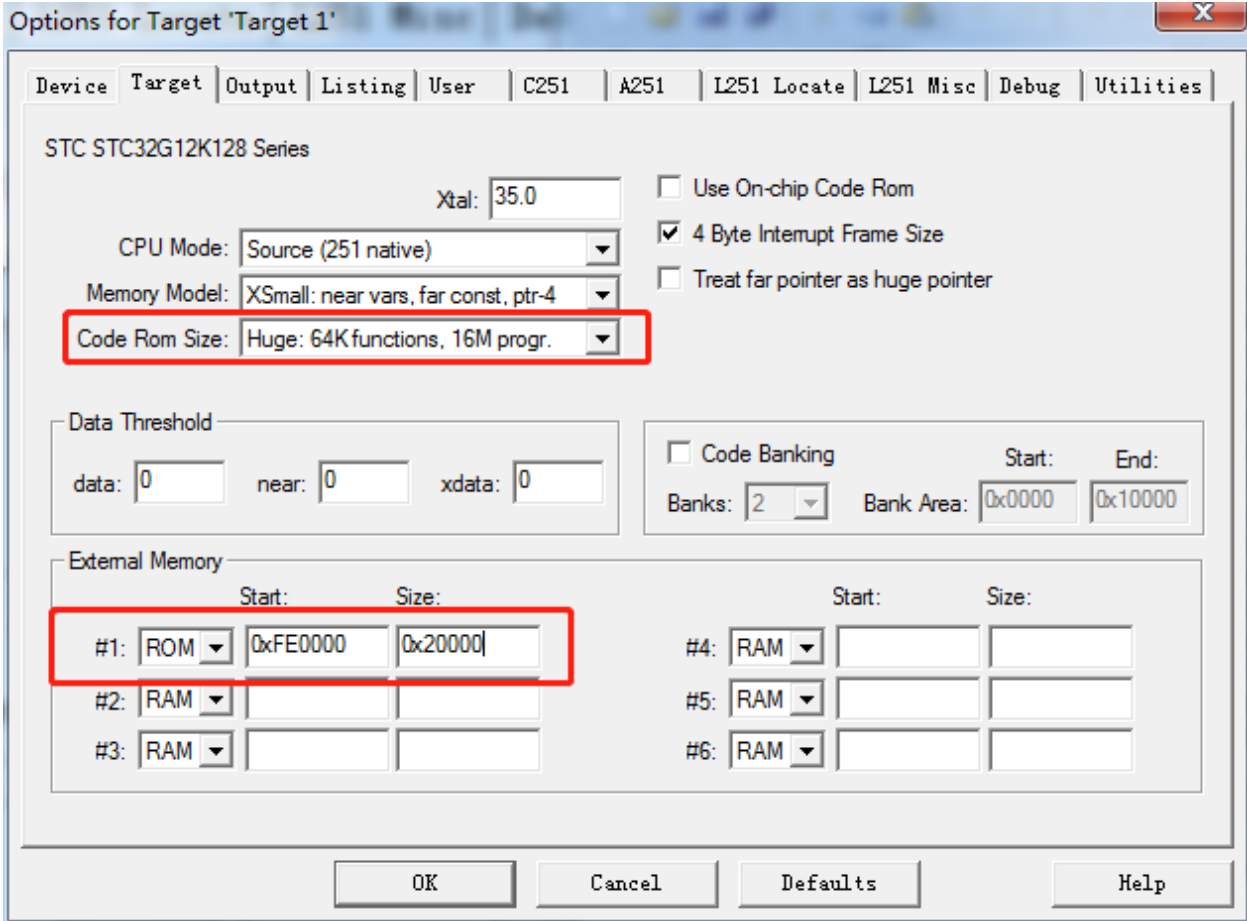 Options for Target 'Target 1'
Device Target Output Listing User C251 A251 L251 Locate L251 Misc Debug Utilities
STC STC32G12K128 Series
Xtal: 35.0
Use On-chip Code Rom
CPU Mode: Source (251 native)
4 Byte Interrupt Frame Size
Memory Model: XSmall: near vars, far const, ptr-4
Treat far pointer as huge pointer
Code Rom Size: Huge: 64K functions, 16M progr.
Data Threshold
data: 0 near: 0 xdata: 0
Code Banking Start: End:
Banks: 2 Bank Area: 0x0000 0x10000
External Memory
Start: Size: Start: Size:
#1: ROM 0xFE0000 0x20000 #4: RAM
#2: RAM #5: RAM
#3: RAM #6: RAM
OK Cancel Defaults Help